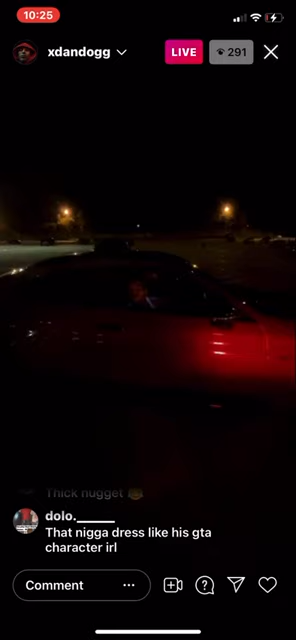 10:25
xdandogg
LIVE
291
Thick nugget
dolo._______
That nigga dress like his gta
character irl
Comment